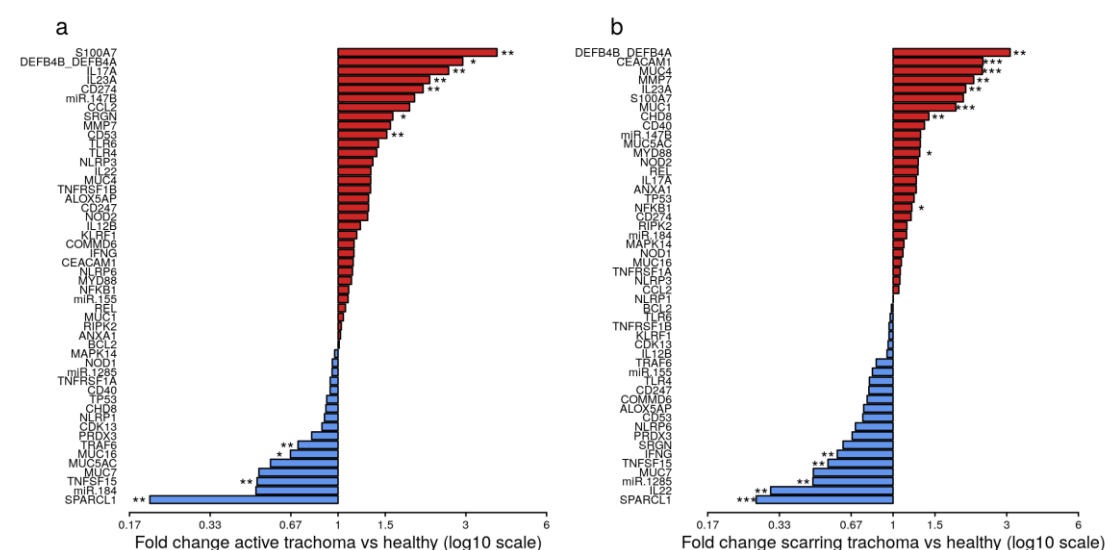 a
S100A7 **
DEFB4B_DEFB4A *
IL17A **
IL23A **
CD274 **
miR.147B
CCL2
SRGN *
MMP7
CD53 **
TLR6
TLR4
NLRP3
IL22
MUC4
TNFRSF1B
ALOX5AP
CD247
NOD2
IL12B
KLRF1
COMMD6
IFNG
CEACAM1
NLRP6
MYD88
NFKB1
miR.155
REL
MUC1
RIPK2
ANXA1
BCL2
MAPK14
NOD1
miR.1285
TNFRSF1A
CD40
TP53
CHD8
NLRP1
CDK13
PRDX3
TRAF6 **
MUC16 *
MUC5AC
MUC7
TNFSF15 **
miR.184
SPARCL1 **
0.17 0.33 0.67 1 1.5 3 6
Fold change active trachoma vs healthy (log10 scale)
b
DEFB4B_DEFB4A **
CEACAM1 ***
MUC4 ***
MMP7 **
IL23A **
S100A7
MUC1 ***
CHD8 **
CD40
miR.147B
MUC5AC
MYD88 *
NOD2
REL
IL17A
ANXA1
TP53
NFKB1 *
CD274
RIPK2
miR.184
MAPK14
NOD1
MUC16
TNFRSF1A
NLRP3
CCL2
NLRP1
BCL2
TLR6
TNFRSF1B
KLRF1
CDK13
IL12B
TRAF6
miR.155
TLR4
CD247
COMMD6
ALOX5AP
CD53
NLRP6
PRDX3
SRGN
IFNG **
TNFSF15 **
MUC7
miR.1285 **
IL22 **
SPARCL1 ***
0.17 0.33 0.67 1 1.5 3 6
Fold change scarring trachoma vs healthy (log10 scale)